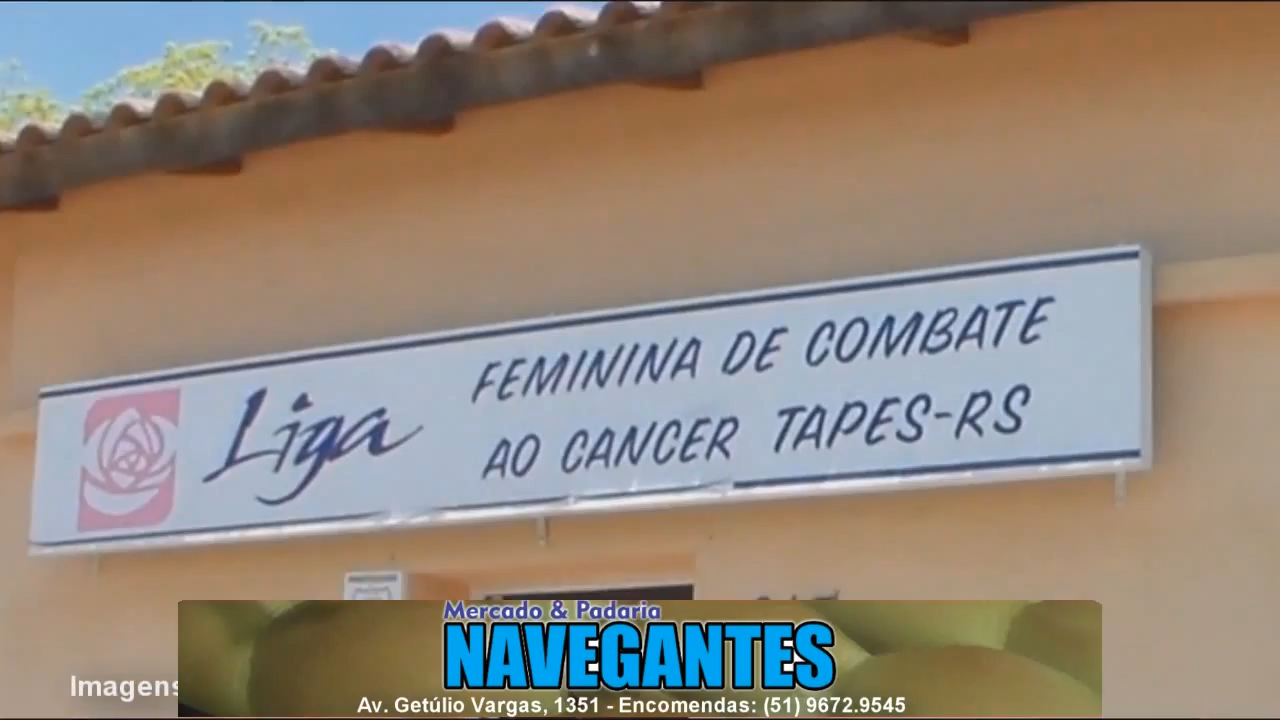 Liga
FEMININA DE COMBATE
AO CANCER TAPES-RS
Mercado & Padaria
NAVEGANTES
Imagens
Av. Getúlio Vargas, 1351 - Encomendas: (51) 9672.9545